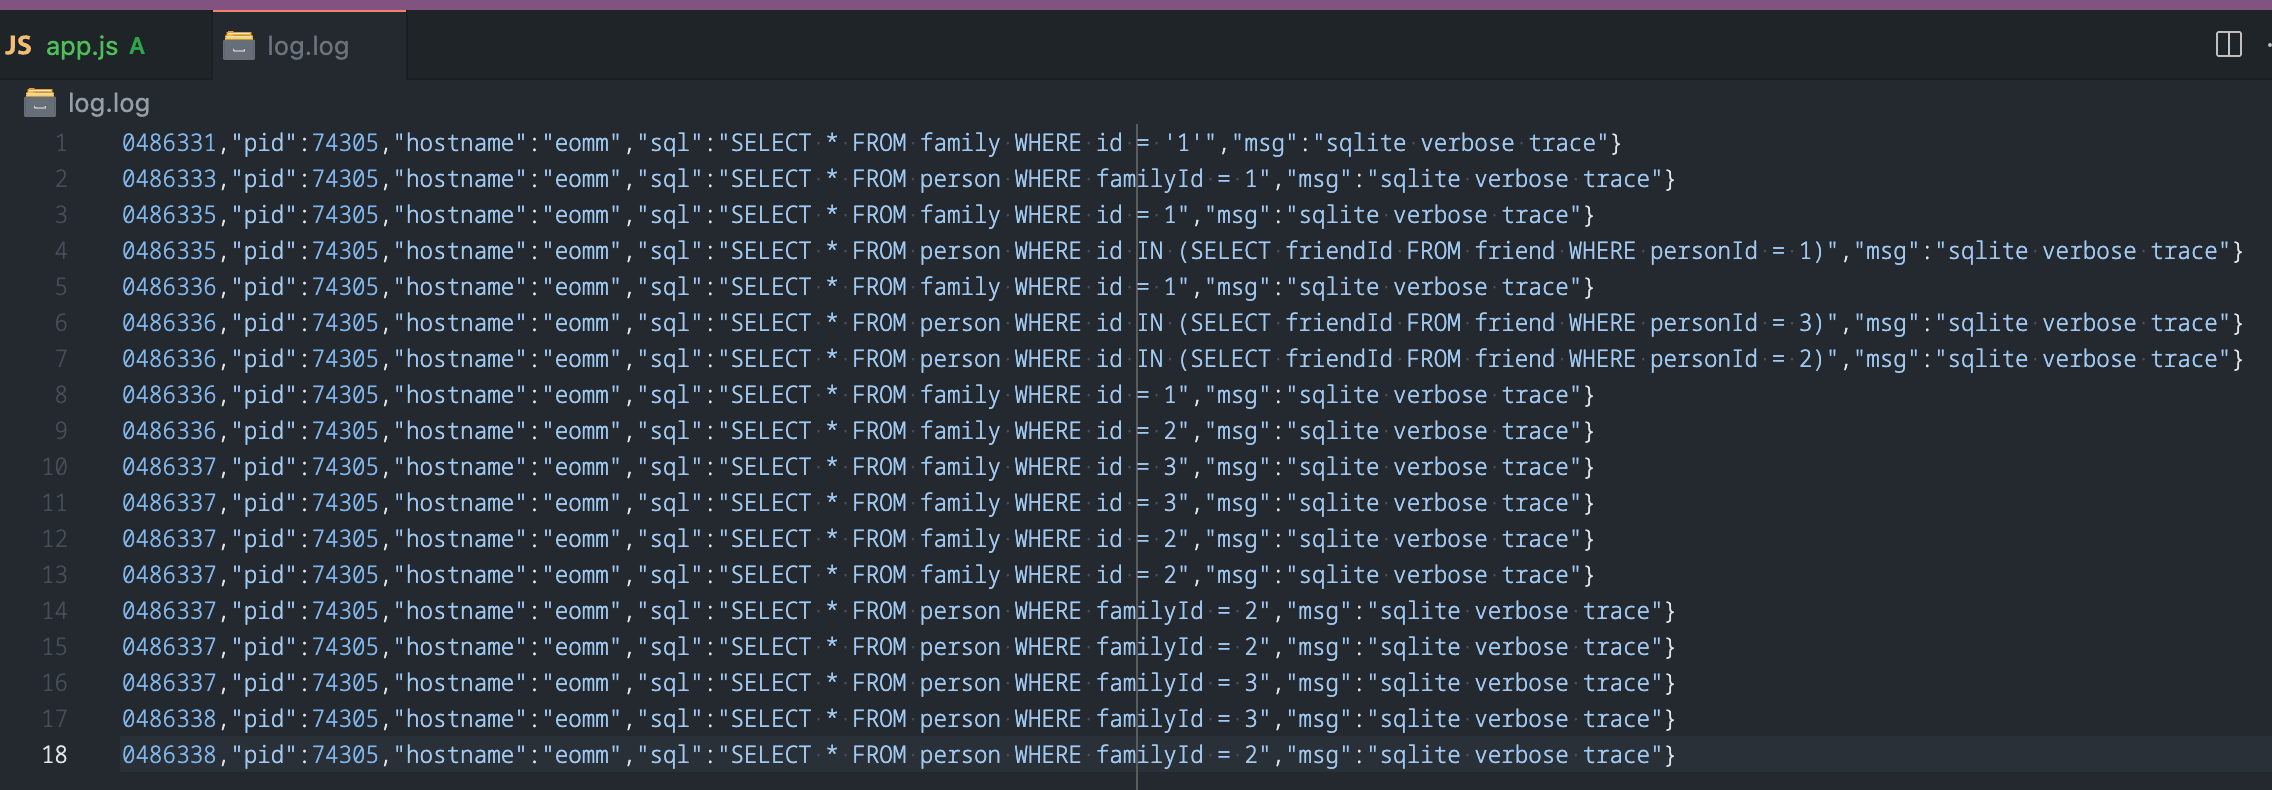 JS app.js A log.log
log.log
1 0486331,"pid":74305,"hostname":"eomm","sql":"SELECT * FROM family WHERE id = '1'","msg":"sqlite verbose trace"}
2 0486333,"pid":74305,"hostname":"eomm","sql":"SELECT * FROM person WHERE familyId = 1","msg":"sqlite verbose trace"}
3 0486335,"pid":74305,"hostname":"eomm","sql":"SELECT * FROM family WHERE id = 1","msg":"sqlite verbose trace"}
4 0486335,"pid":74305,"hostname":"eomm","sql":"SELECT * FROM person WHERE id IN (SELECT friendId FROM friend WHERE personId = 1)","msg":"sqlite verbose trace"}
5 0486336,"pid":74305,"hostname":"eomm","sql":"SELECT * FROM family WHERE id = 1","msg":"sqlite verbose trace"}
6 0486336,"pid":74305,"hostname":"eomm","sql":"SELECT * FROM person WHERE id IN (SELECT friendId FROM friend WHERE personId = 3)","msg":"sqlite verbose trace"}
7 0486336,"pid":74305,"hostname":"eomm","sql":"SELECT * FROM person WHERE id IN (SELECT friendId FROM friend WHERE personId = 2)","msg":"sqlite verbose trace"}
8 0486336,"pid":74305,"hostname":"eomm","sql":"SELECT * FROM family WHERE id = 1","msg":"sqlite verbose trace"}
9 0486336,"pid":74305,"hostname":"eomm","sql":"SELECT * FROM family WHERE id = 2","msg":"sqlite verbose trace"}
10 0486337,"pid":74305,"hostname":"eomm","sql":"SELECT * FROM family WHERE id = 3","msg":"sqlite verbose trace"}
11 0486337,"pid":74305,"hostname":"eomm","sql":"SELECT * FROM family WHERE id = 3","msg":"sqlite verbose trace"}
12 0486337,"pid":74305,"hostname":"eomm","sql":"SELECT * FROM family WHERE id = 2","msg":"sqlite verbose trace"}
13 0486337,"pid":74305,"hostname":"eomm","sql":"SELECT * FROM family WHERE id = 2","msg":"sqlite verbose trace"}
14 0486337,"pid":74305,"hostname":"eomm","sql":"SELECT * FROM person WHERE familyId = 2","msg":"sqlite verbose trace"}
15 0486337,"pid":74305,"hostname":"eomm","sql":"SELECT * FROM person WHERE familyId = 2","msg":"sqlite verbose trace"}
16 0486337,"pid":74305,"hostname":"eomm","sql":"SELECT * FROM person WHERE familyId = 3","msg":"sqlite verbose trace"}
17 0486338,"pid":74305,"hostname":"eomm","sql":"SELECT * FROM person WHERE familyId = 3","msg":"sqlite verbose trace"}
18 0486338,"pid":74305,"hostname":"eomm","sql":"SELECT * FROM person WHERE familyId = 2","msg":"sqlite verbose trace"}